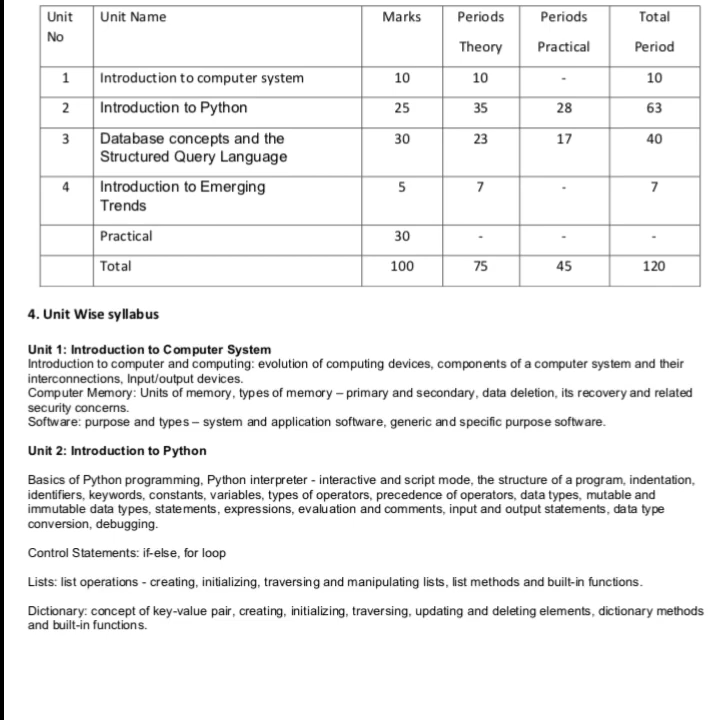 Unit No Unit Name Marks Periods Theory Periods Practical Total Period
1 Introduction to computer system 10 10 - 10
2 Introduction to Python 25 35 28 63
3 Database concepts and the Structured Query Language 30 23 17 40
4 Introduction to Emerging Trends 5 7 - 7
Practical 30 - - -
Total 100 75 45 120
4. Unit Wise syllabus
Unit 1: Introduction to Computer System
Introduction to computer and computing: evolution of computing devices, components of a computer system and their
interconnections, Input/output devices.
Computer Memory: Units of memory, types of memory – primary and secondary, data deletion, its recovery and related
security concerns.
Software: purpose and types – system and application software, generic and specific purpose software.
Unit 2: Introduction to Python
Basics of Python programming, Python interpreter - interactive and script mode, the structure of a program, indentation,
identifiers, keywords, constants, variables, types of operators, precedence of operators, data types, mutable and
immutable data types, statements, expressions, evaluation and comments, input and output statements, data type
conversion, debugging.
Control Statements: if-else, for loop
Lists: list operations - creating, initializing, traversing and manipulating lists, list methods and built-in functions.
Dictionary: concept of key-value pair, creating, initializing, traversing, updating and deleting elements, dictionary methods
and built-in functions.